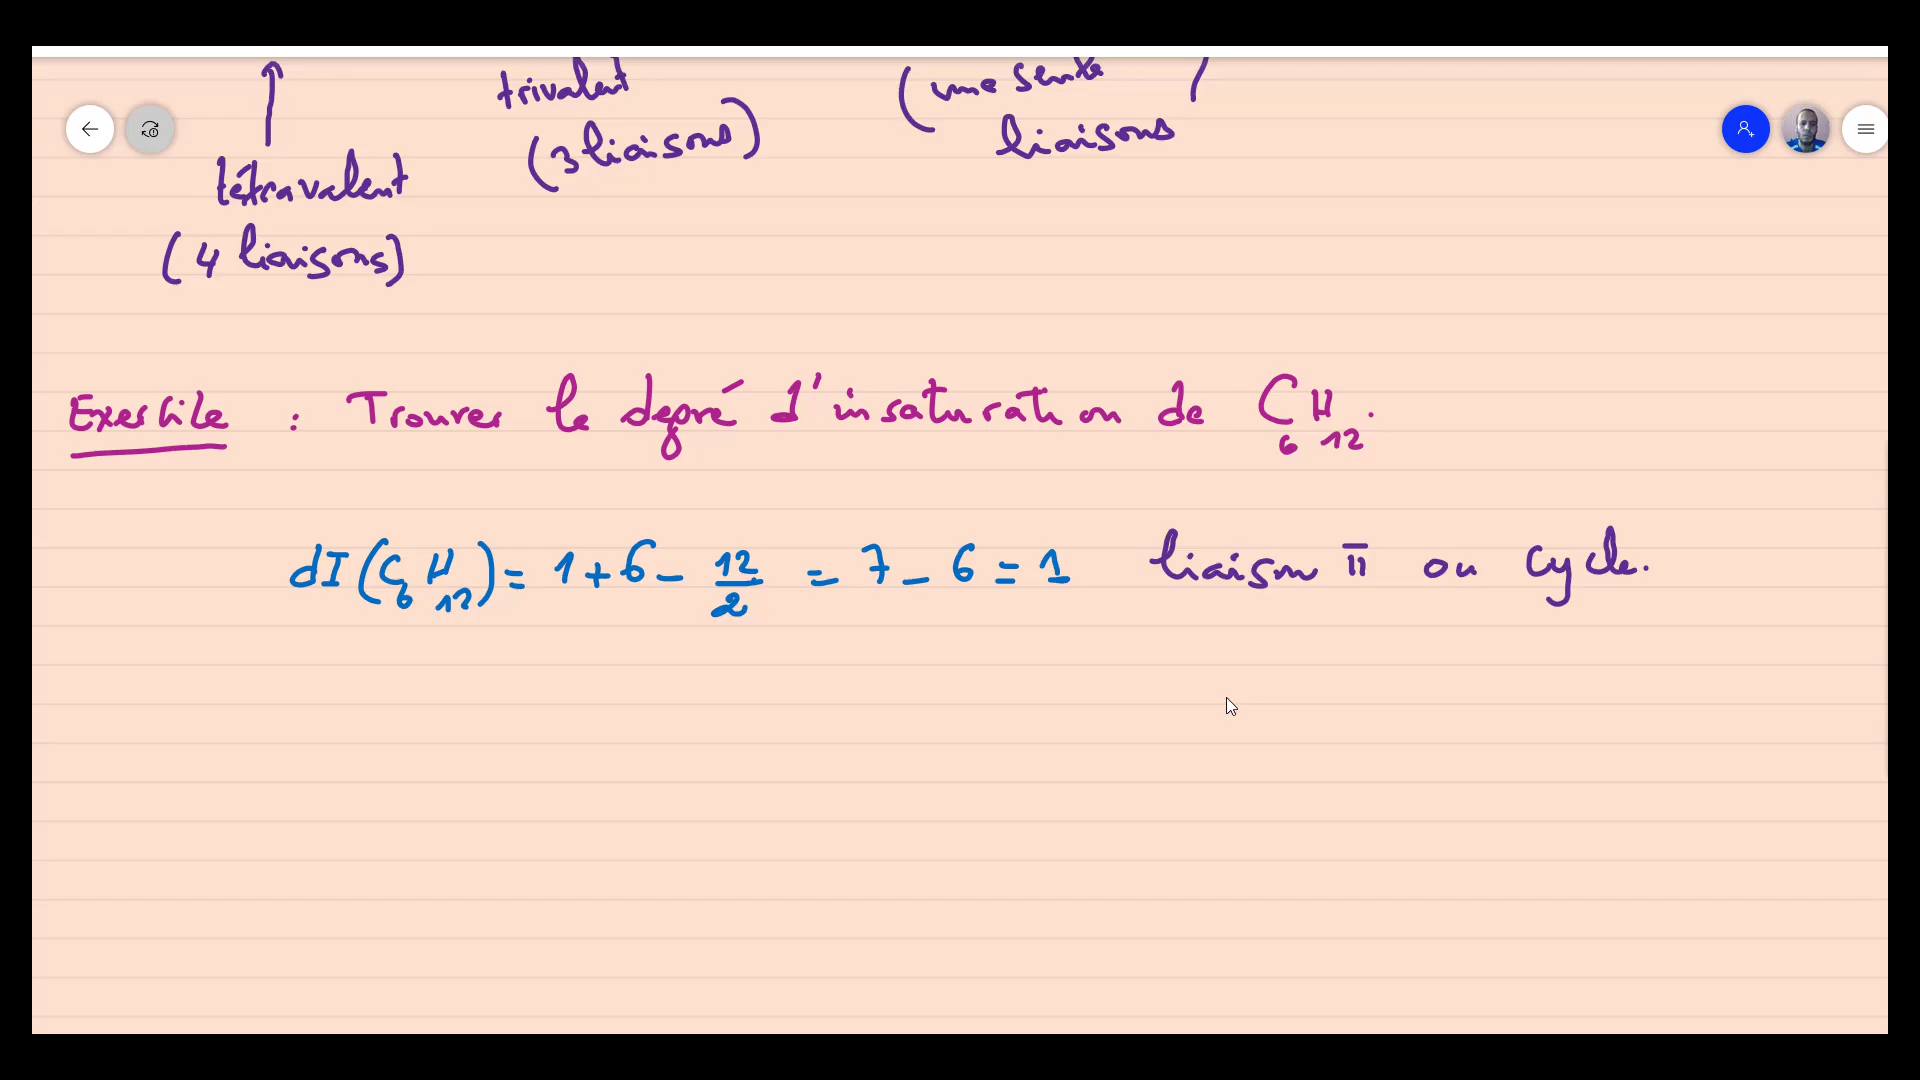 trivalent
(une seule
(3 liaisons)
liaisons
tétravalent
(4 liaisons)
Exercice : Trouver le degré d'insaturation de C₆H₁₂.
dI(C₆H₁₂) = 1 + 6 - 12/2 = 7 - 6 = 1 liaison π ou cycle.